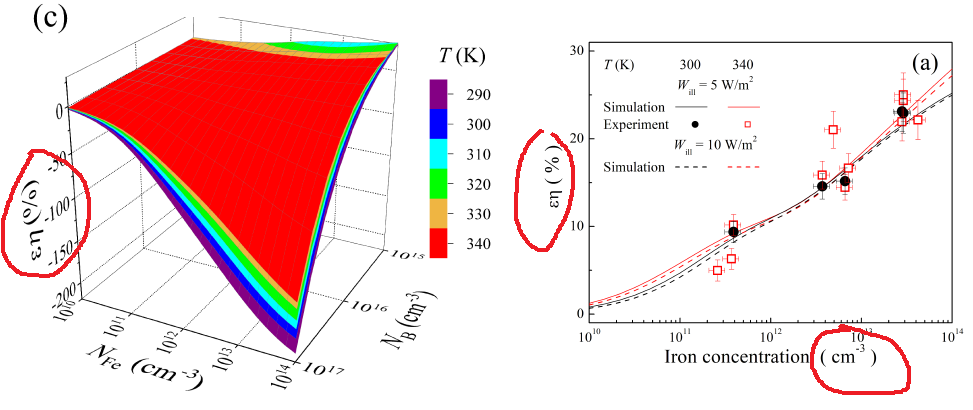 (c)
T (K)
290
300
310
320
330
340
0
-50
-100
-150
-200
εη (%)
10^10
10^11
10^12
10^13
10^14
N_Fe (cm^-3)
10^15
10^16
10^17
N_B (cm^-3)
(a)
T (K) 300 340
W_ill = 5 W/m^2
Simulation
Experiment
W_ill = 10 W/m^2
Simulation
30
20
10
0
εη ( %)
10^10 10^11 10^12 10^13 10^14
Iron concentration ( cm^-3 )